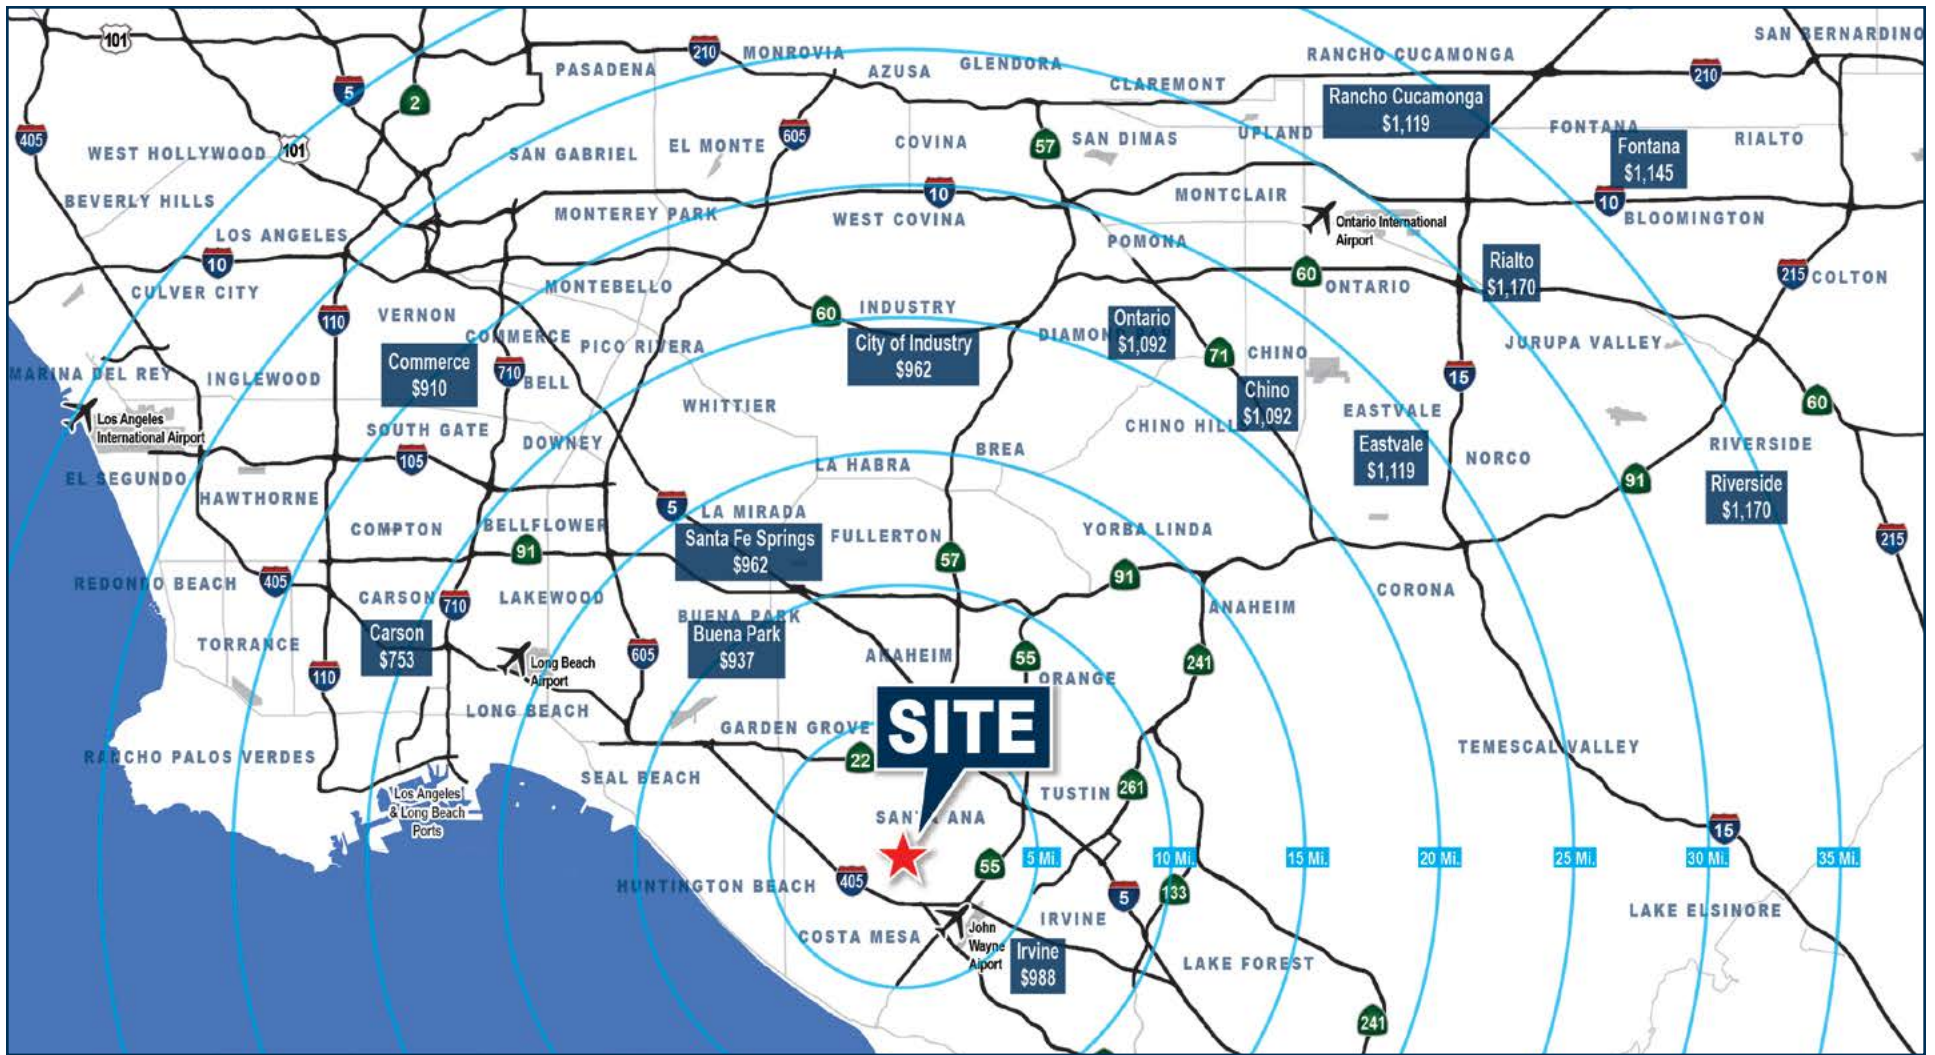 SAN BERNARDINO
101
210
MONROVIA
RANCHO CUCAMONGA
PASADENA
AZUSA
GLENDORA
210
5
2
CLAREMONT
Rancho Cucamonga
$1,119
405
605
UPLAND
FONTANA
RIALTO
WEST HOLLYWOOD
101
SAN GABRIEL
EL MONTE
COVINA
57
SAN DIMAS
Fontana
$1,145
BEVERLY HILLS
MONTEREY PARK
10
WEST COVINA
MONTCLAIR
10
BLOOMINGTON
Ontario International
Airport
LOS ANGELES
POMONA
10
CULVER CITY
MONTEBELLO
60
ONTARIO
Rialto
$1,170
215
COLTON
110
VERNON
60
INDUSTRY
COMMERCE
PICO RIVERA
DIAMOND BAR
Ontario
$1,092
71
CHINO
JURUPA VALLEY
City of Industry
$962
Commerce
$910
MARINA DEL REY
INGLEWOOD
710
BELL
15
Chino
$1,092
Los Angeles
International Airport
WHITTIER
EASTVALE
60
SOUTH GATE
DOWNEY
CHINO HILLS
105
BREA
Eastvale
$1,119
NORCO
RIVERSIDE
EL SEGUNDO
LA HABRA
91
Riverside
$1,170
HAWTHORNE
5
LA MIRADA
COMPTON
BELLFLOWER
FULLERTON
YORBA LINDA
Santa Fe Springs
$962
91
57
215
REDONDO BEACH
405
91
CORONA
CARSON
710
LAKEWOOD
ANAHEIM
BUENA PARK
Carson
$753
Buena Park
$937
TORRANCE
110
Long Beach
Airport
605
ANAHEIM
55
241
ORANGE
LONG BEACH
GARDEN GROVE
SITE
RANCHO PALOS VERDES
22
TEMESCAL VALLEY
SEAL BEACH
Los Angeles
& Long Beach
Ports
TUSTIN
261
SANTA ANA
15
5 Mi.
10 Mi.
15 Mi.
20 Mi.
25 Mi.
30 Mi.
35 Mi.
55
HUNTINGTON BEACH
405
5
133
COSTA MESA
IRVINE
LAKE ELSINORE
John
Wayne
Aiport
Irvine
$988
LAKE FOREST
241